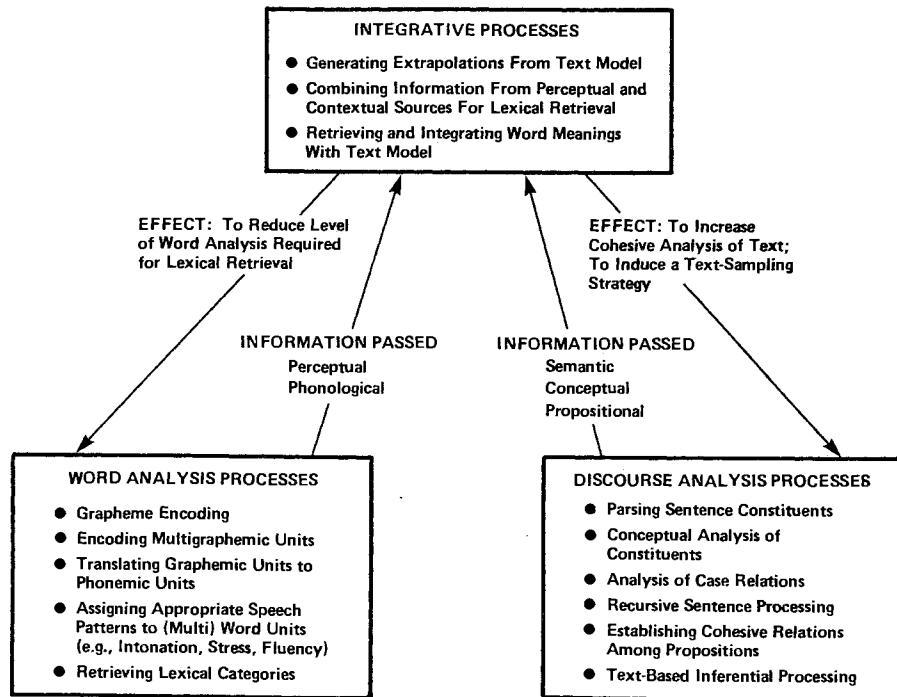 INTEGRATIVE PROCESSES
● Generating Extrapolations From Text Model
● Combining Information From Perceptual and
Contextual Sources For Lexical Retrieval
● Retrieving and Integrating Word Meanings
With Text Model
EFFECT: To Reduce Level
of Word Analysis Required
for Lexical Retrieval
EFFECT: To Increase
Cohesive Analysis of Text;
To Induce a Text-Sampling
Strategy
INFORMATION PASSED
Perceptual
Phonological
INFORMATION PASSED
Semantic
Conceptual
Propositional
WORD ANALYSIS PROCESSES
● Grapheme Encoding
● Encoding Multigraphemic Units
● Translating Graphemic Units to
Phonemic Units
● Assigning Appropriate Speech
Patterns to (Multi) Word Units
(e.g., Intonation, Stress, Fluency)
● Retrieving Lexical Categories
DISCOURSE ANALYSIS PROCESSES
● Parsing Sentence Constituents
● Conceptual Analysis of
Constituents
● Analysis of Case Relations
● Recursive Sentence Processing
● Establishing Cohesive Relations
Among Propositions
● Text-Based Inferential Processing